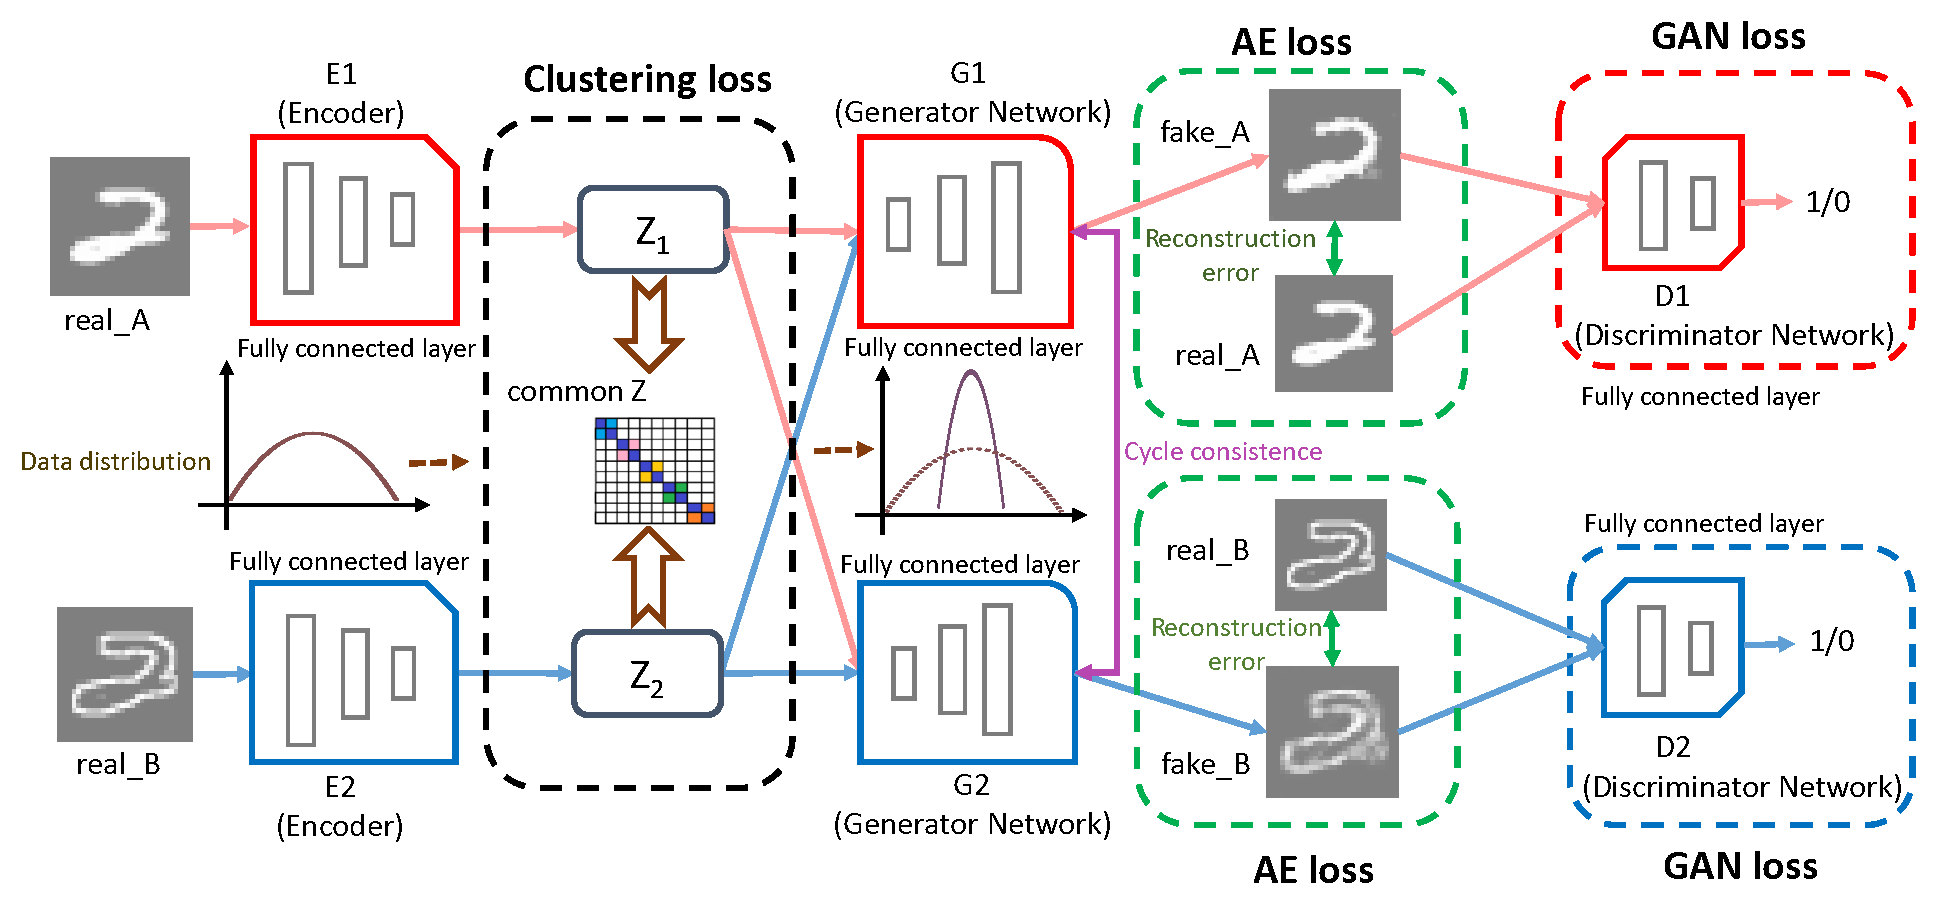 AE loss
GAN loss
E1
(Encoder)
Clustering loss
G1
(Generator Network)
fake_A
real_A
Z1
Reconstruction
error
1/0
real_A
D1
(Discriminator Network)
Fully connected layer
Fully connected layer
Fully connected layer
common Z
Data distribution
Cycle consistence
Fully connected layer
Fully connected layer
Fully connected layer
real_B
Reconstruction
error
1/0
Z2
real_B
fake_B
D2
(Discriminator Network)
E2
(Encoder)
G2
(Generator Network)
AE loss
GAN loss